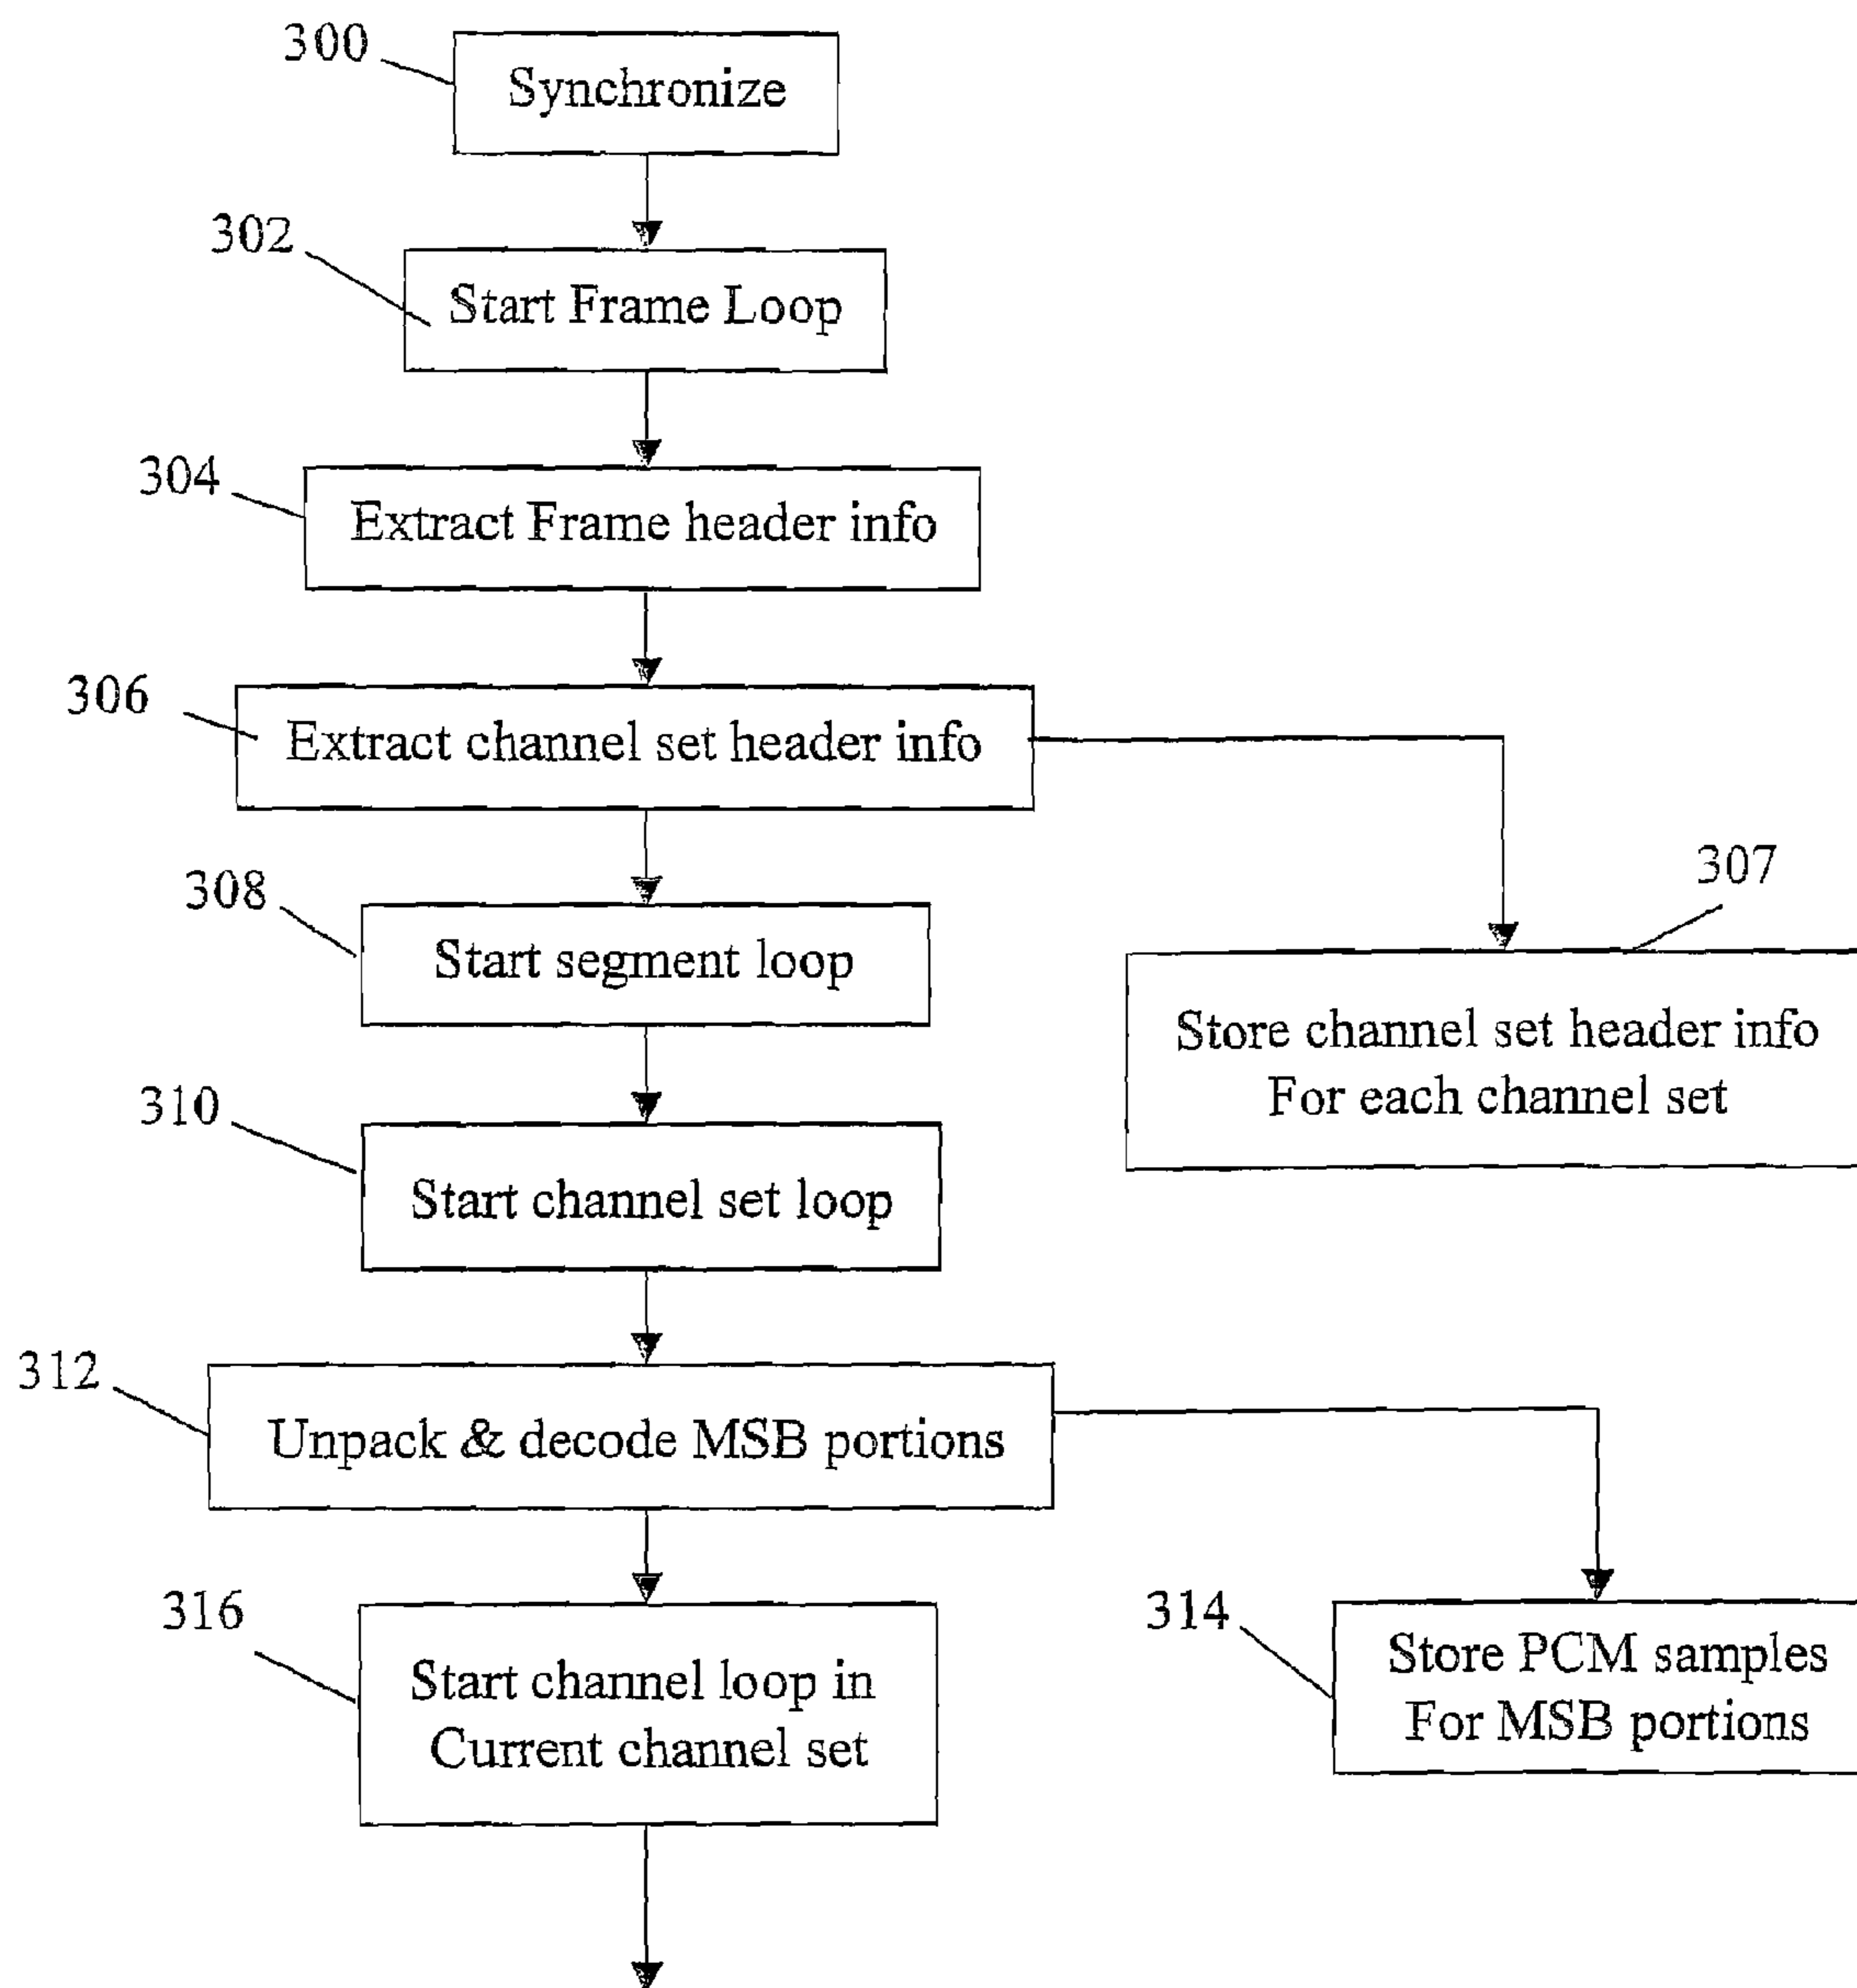 300
Synchronize
302
Start Frame Loop
304
Extract Frame header info
306
Extract channel set header info
307
Store channel set header info
For each channel set
308
Start segment loop
310
Start channel set loop
312
Unpack & decode MSB portions
314
Store PCM samples
For MSB portions
316
Start channel loop in
Current channel set